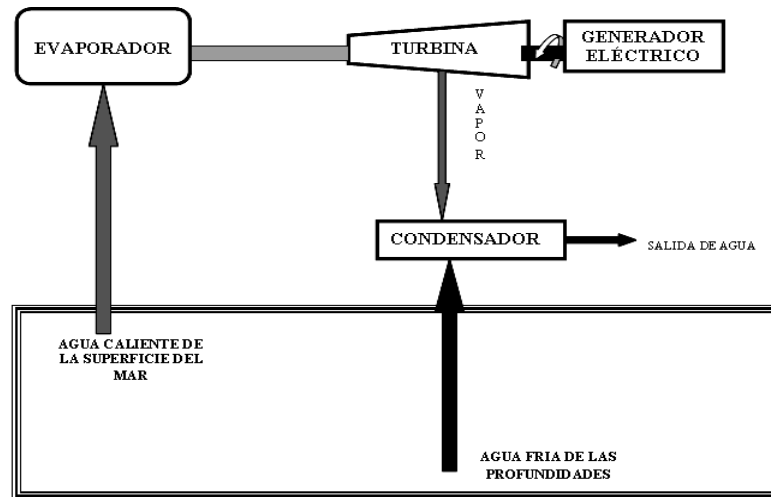 EVAPORADOR
TURBINA
GENERADOR
ELÉCTRICO
VAPOR
CONDENSADOR
SALIDA DE AGUA
AGUA CALIENTE DE
LA SUPERFICIE DEL
MAR
AGUA FRIA DE LAS
PROFUNDIDADES